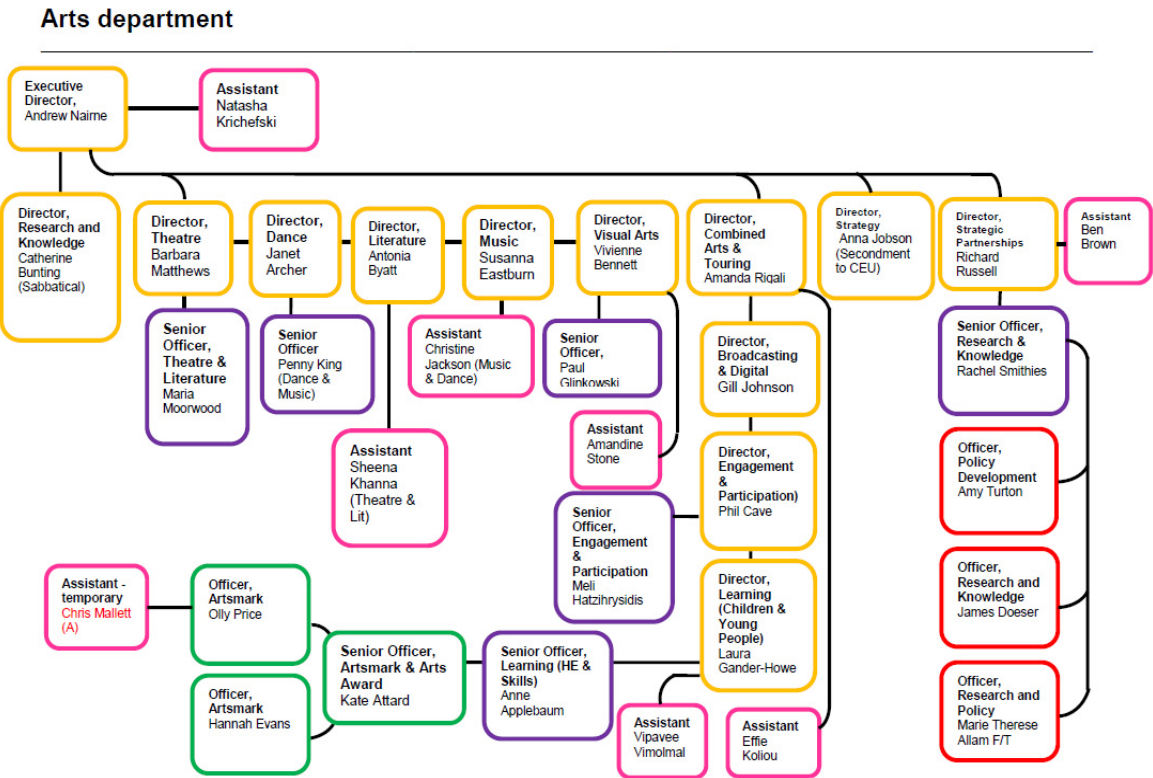 Arts department
Executive
Director,
Andrew Nairne
Assistant
Natasha
Krichefski
Director,
Research and
Knowledge
Catherine
Bunting
(Sabbatical)
Director,
Theatre
Barbara
Matthews
Director,
Dance
Janet
Archer
Director,
Literature
Antonia
Byatt
Director,
Music
Susanna
Eastburn
Director,
Visual Arts
Vivienne
Bennett
Director,
Combined
Arts &
Touring
Amanda Rigali
Director,
Strategy
Anna Jobson
(Secondment
to CEU)
Director,
Strategic
Partnerships
Richard
Russell
Assistant
Ben
Brown
Senior
Officer,
Theatre &
Literature
Maria
Moorwood
Senior
Officer
Penny King
(Dance &
Music)
Assistant
Christine
Jackson (Music
& Dance)
Senior
Officer,
Paul
Glinkowski
Director,
Broadcasting
& Digital
Gill Johnson
Senior Officer,
Research &
Knowledge
Rachel Smithies
Assistant
Sheena
Khanna
(Theatre &
Lit)
Assistant
Amandine
Stone
Director,
Engagement
&
Participation)
Phil Cave
Officer,
Policy
Development
Amy Turton
Senior
Officer,
Engagement
&
Participation
Meli
Hatzihrysidis
Director,
Learning
(Children &
Young
People)
Laura
Gander-Howe
Officer,
Research and
Knowledge
James Doeser
Assistant -
temporary
Chris Mallett
(A)
Officer,
Artsmark
Olly Price
Senior Officer,
Artsmark & Arts
Award
Kate Attard
Senior Officer,
Learning (HE &
Skills)
Anne
Applebaum
Officer,
Artsmark
Hannah Evans
Assistant
Vipavee
Vimolmal
Assistant
Effie
Koliou
Officer,
Research and
Policy
Marie Therese
Allam F/T